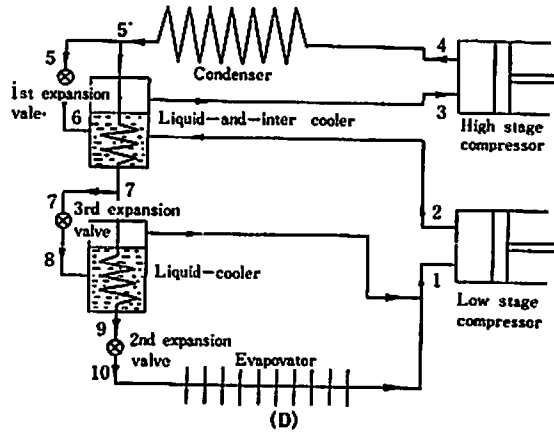 5
5'
4
Condenser
1st expansion
vale.
6
Liquid-and-inter cooler
3
High stage
compressor
7
7
3rd expansion
valve
2
8
Liquid-cooler
1
Low stage
compressor
9
2nd expansion
valve
Evapovator
10
(D)